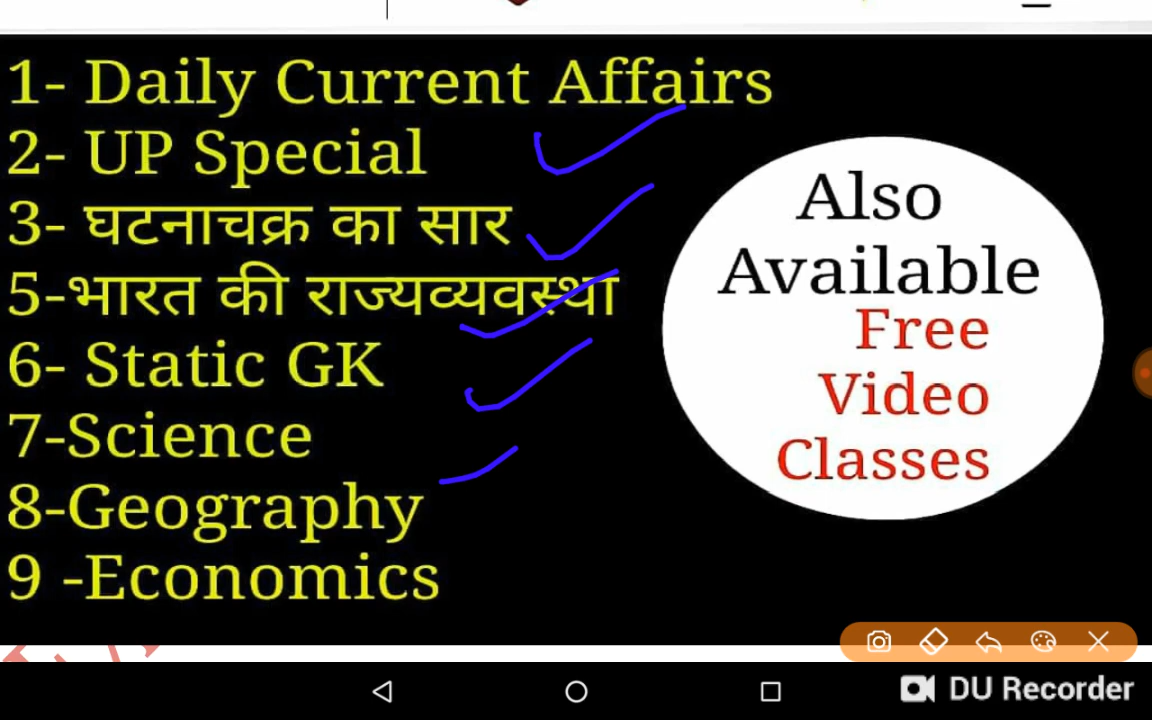 1- Daily Current Affairs
2- UP Special
3- घटनाचक्र का सार
5-भारत की राज्यव्यवस्था
6- Static GK
7-Science
8-Geography
9 -Economics
Also
Available
Free
Video
Classes
DU Recorder